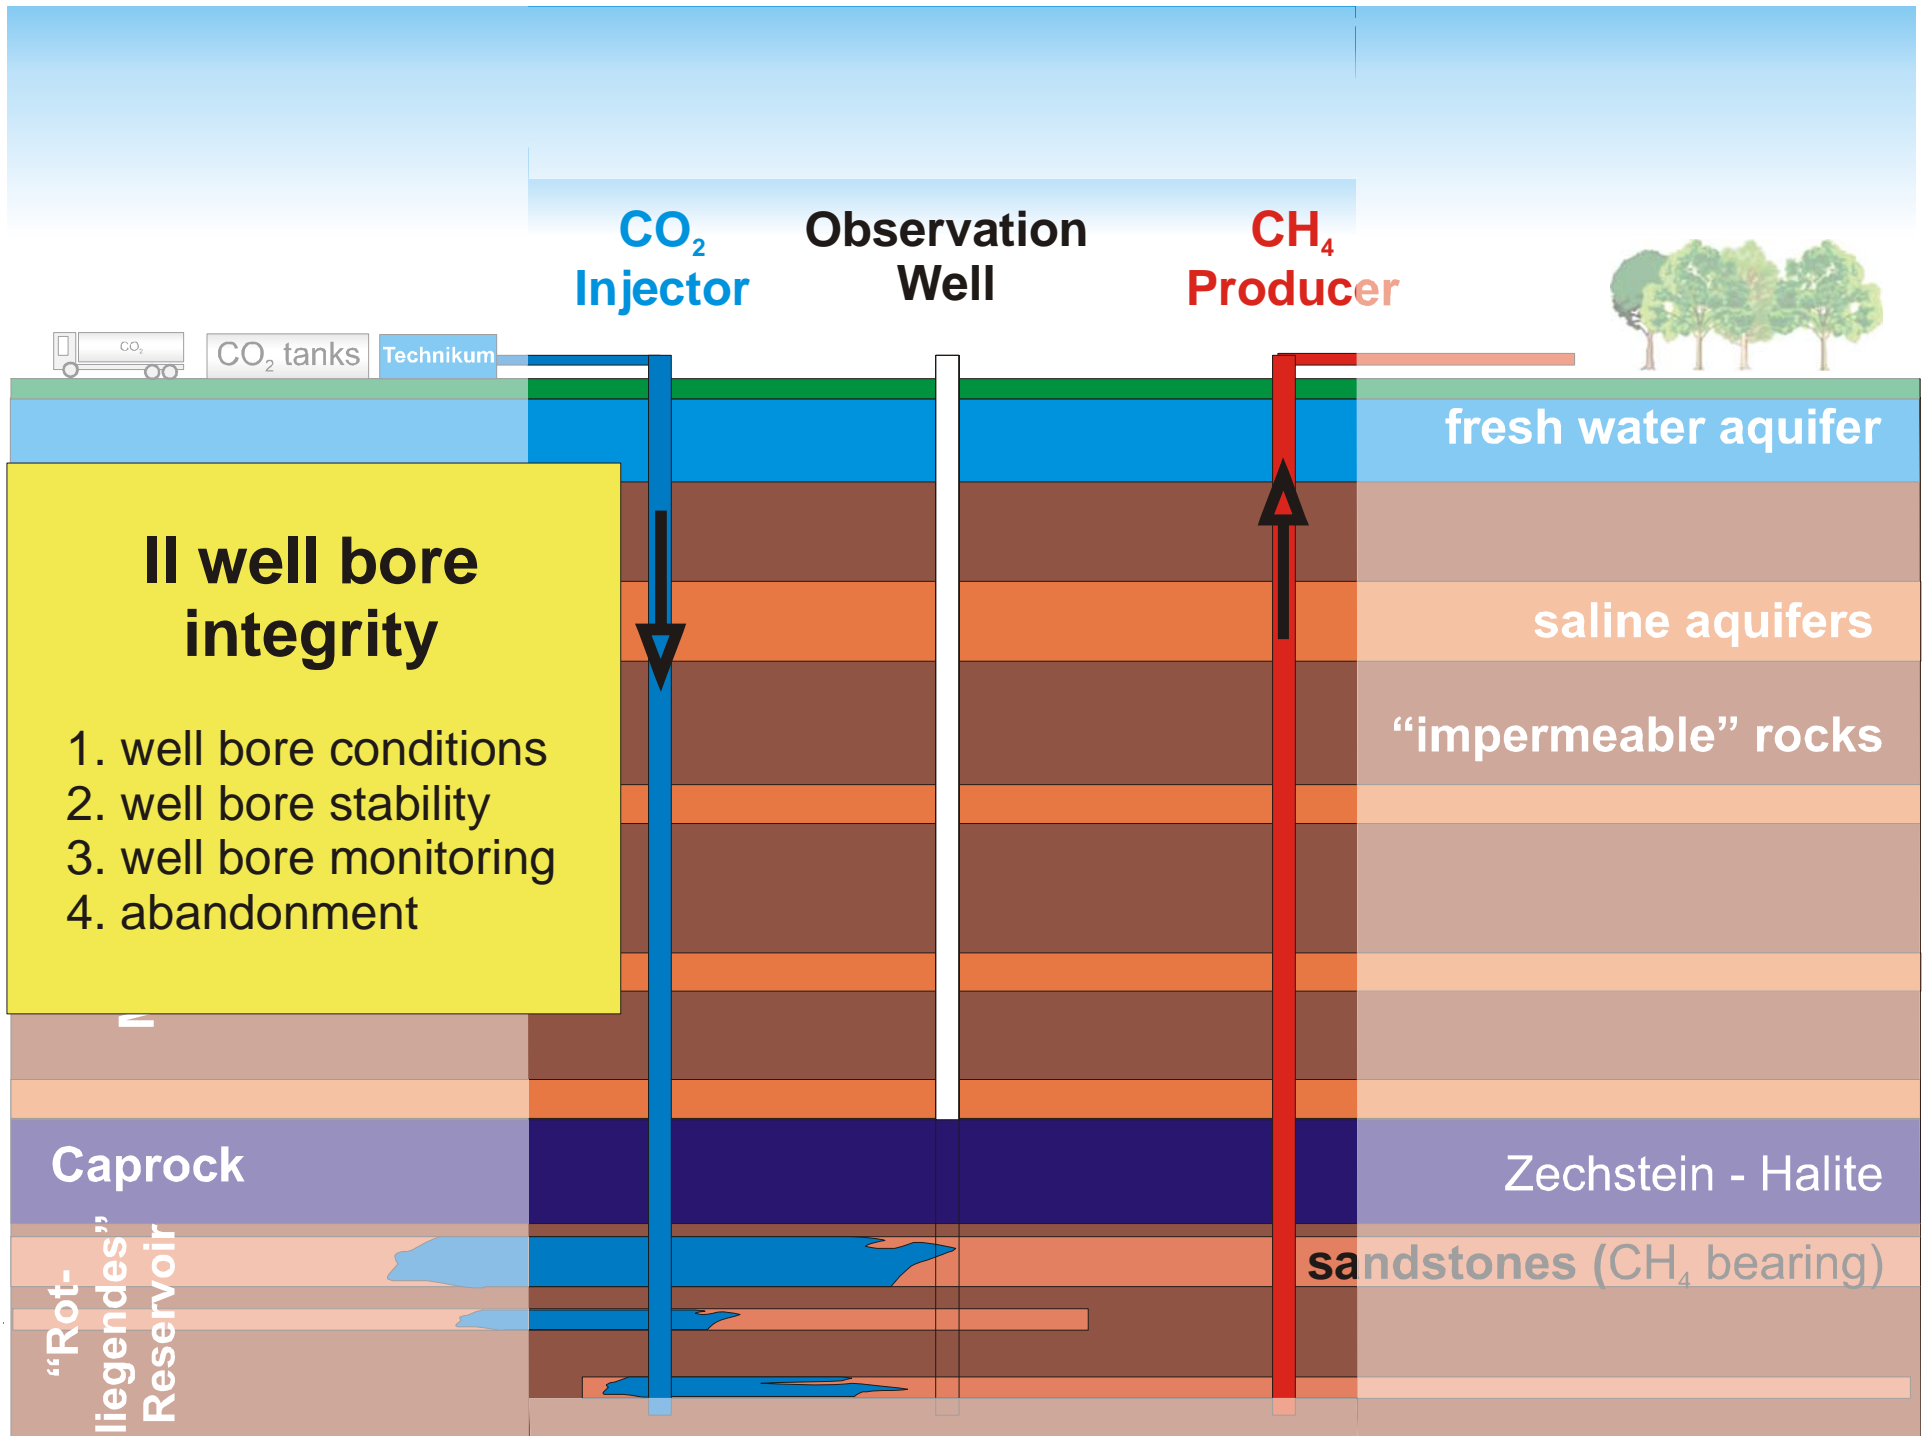 CO₂
Injector
Observation
Well
CH₄
Producer
CO₂
CO₂ tanks
Technikum
fresh water aquifer
II well bore
integrity
1. well bore conditions
2. well bore stability
3. well bore monitoring
4. abandonment
saline aquifers
“impermeable” rocks
Caprock
Zechstein - Halite
“Rot-
liegendes”
Reservoir
sandstones (CH₄ bearing)